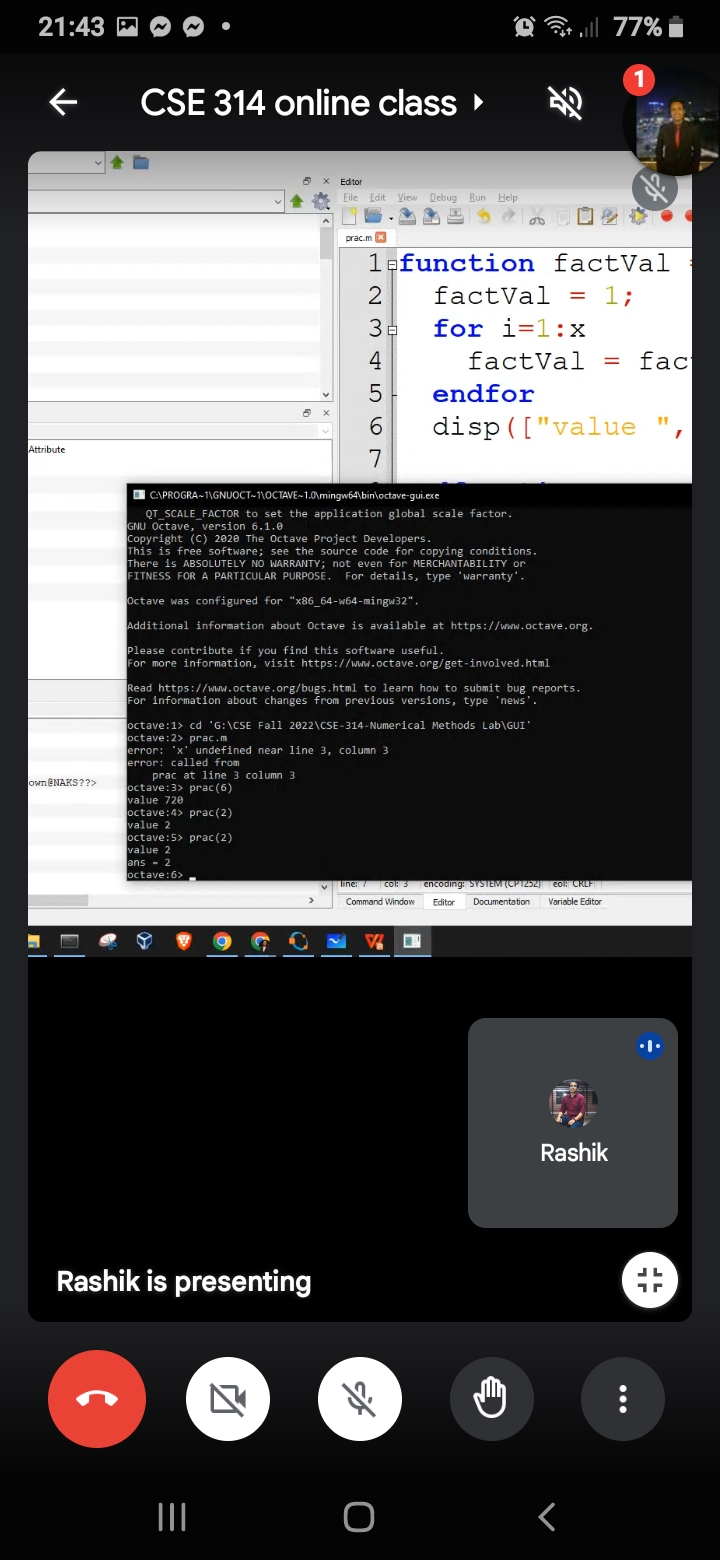 21:43
77%
CSE 314 online class
1
Editor
File Edit View Debug Run Help
prac.m
1 function factVal
2 factVal = 1;
3 for i=1:x
4 factVal = fac
5 endfor
6 disp(["value ",
7
Attribute
C:\PROGRA~1\GNUOCT~1\OCTAVE~1.0\mingw64\bin\octave-gui.exe
QT_SCALE_FACTOR to set the application global scale factor.
GNU Octave, version 6.1.0
Copyright (C) 2020 The Octave Project Developers.
This is free software; see the source code for copying conditions.
There is ABSOLUTELY NO WARRANTY; not even for MERCHANTABILITY or
FITNESS FOR A PARTICULAR PURPOSE. For details, type 'warranty'.
Octave was configured for "x86_64-w64-mingw32".
Additional information about Octave is available at https://www.octave.org.
Please contribute if you find this software useful.
For more information, visit https://www.octave.org/get-involved.html
Read https://www.octave.org/bugs.html to learn how to submit bug reports.
For information about changes from previous versions, type 'news'.
octave:1> cd 'G:\CSE Fall 2022\CSE-314-Numerical Methods Lab\GUI'
octave:2> prac.m
error: 'x' undefined near line 3, column 3
error: called from
prac at line 3 column 3
own@NAKS??>
octave:3> prac(6)
value 720
octave:4> prac(2)
value 2
octave:5> prac(2)
value 2
ans = 2
octave:6>
line: 7 col: 3 encoding: SYSTEM (CP1252) eol: CRLF
Command Window Editor Documentation Variable Editor
Rashik
Rashik is presenting